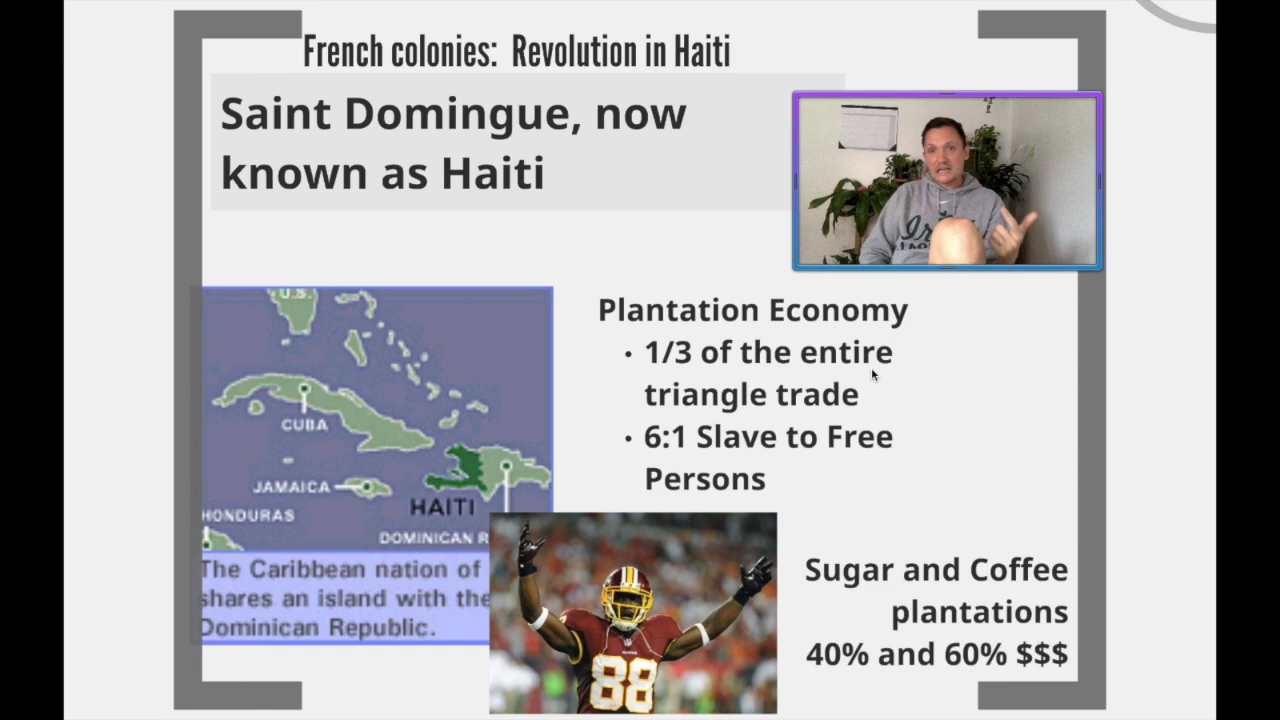 French colonies: Revolution in Haiti
Saint Domingue, now
known as Haiti
U.S.
CUBA
JAMAICA
HAITI
HONDURAS
DOMINICAN R
The Caribbean nation of
shares an island with the
Dominican Republic.
Plantation Economy
• 1/3 of the entire
triangle trade
• 6:1 Slave to Free
Persons
88
Sugar and Coffee
plantations
40% and 60% $$$